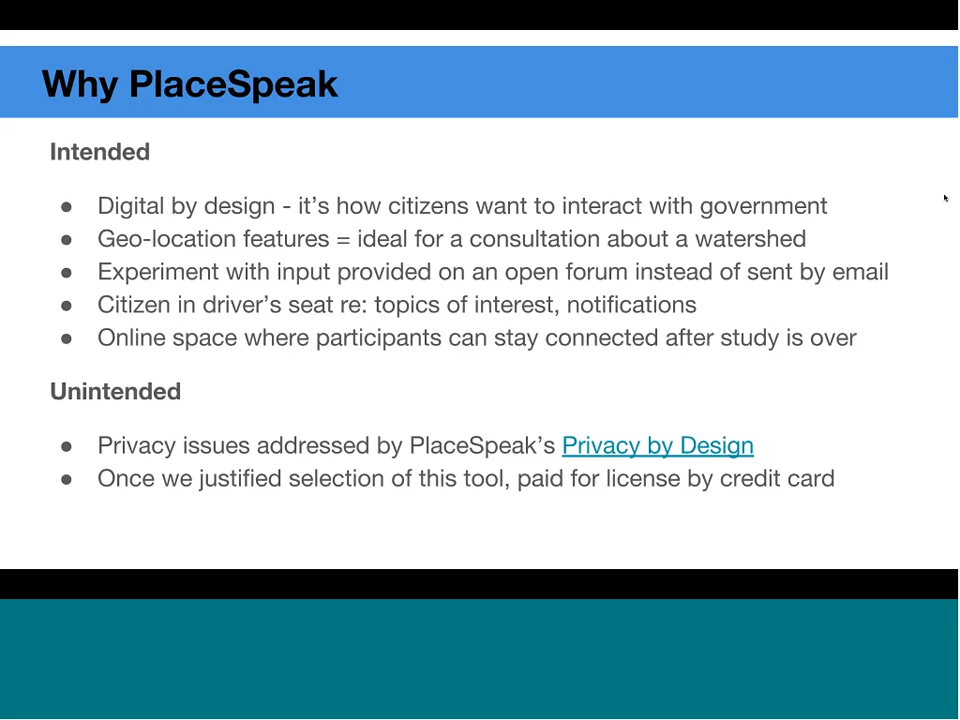 Why PlaceSpeak
Intended
● Digital by design - it's how citizens want to interact with government
● Geo-location features = ideal for a consultation about a watershed
● Experiment with input provided on an open forum instead of sent by email
● Citizen in driver's seat re: topics of interest, notifications
● Online space where participants can stay connected after study is over
Unintended
● Privacy issues addressed by PlaceSpeak's Privacy by Design
● Once we justified selection of this tool, paid for license by credit card